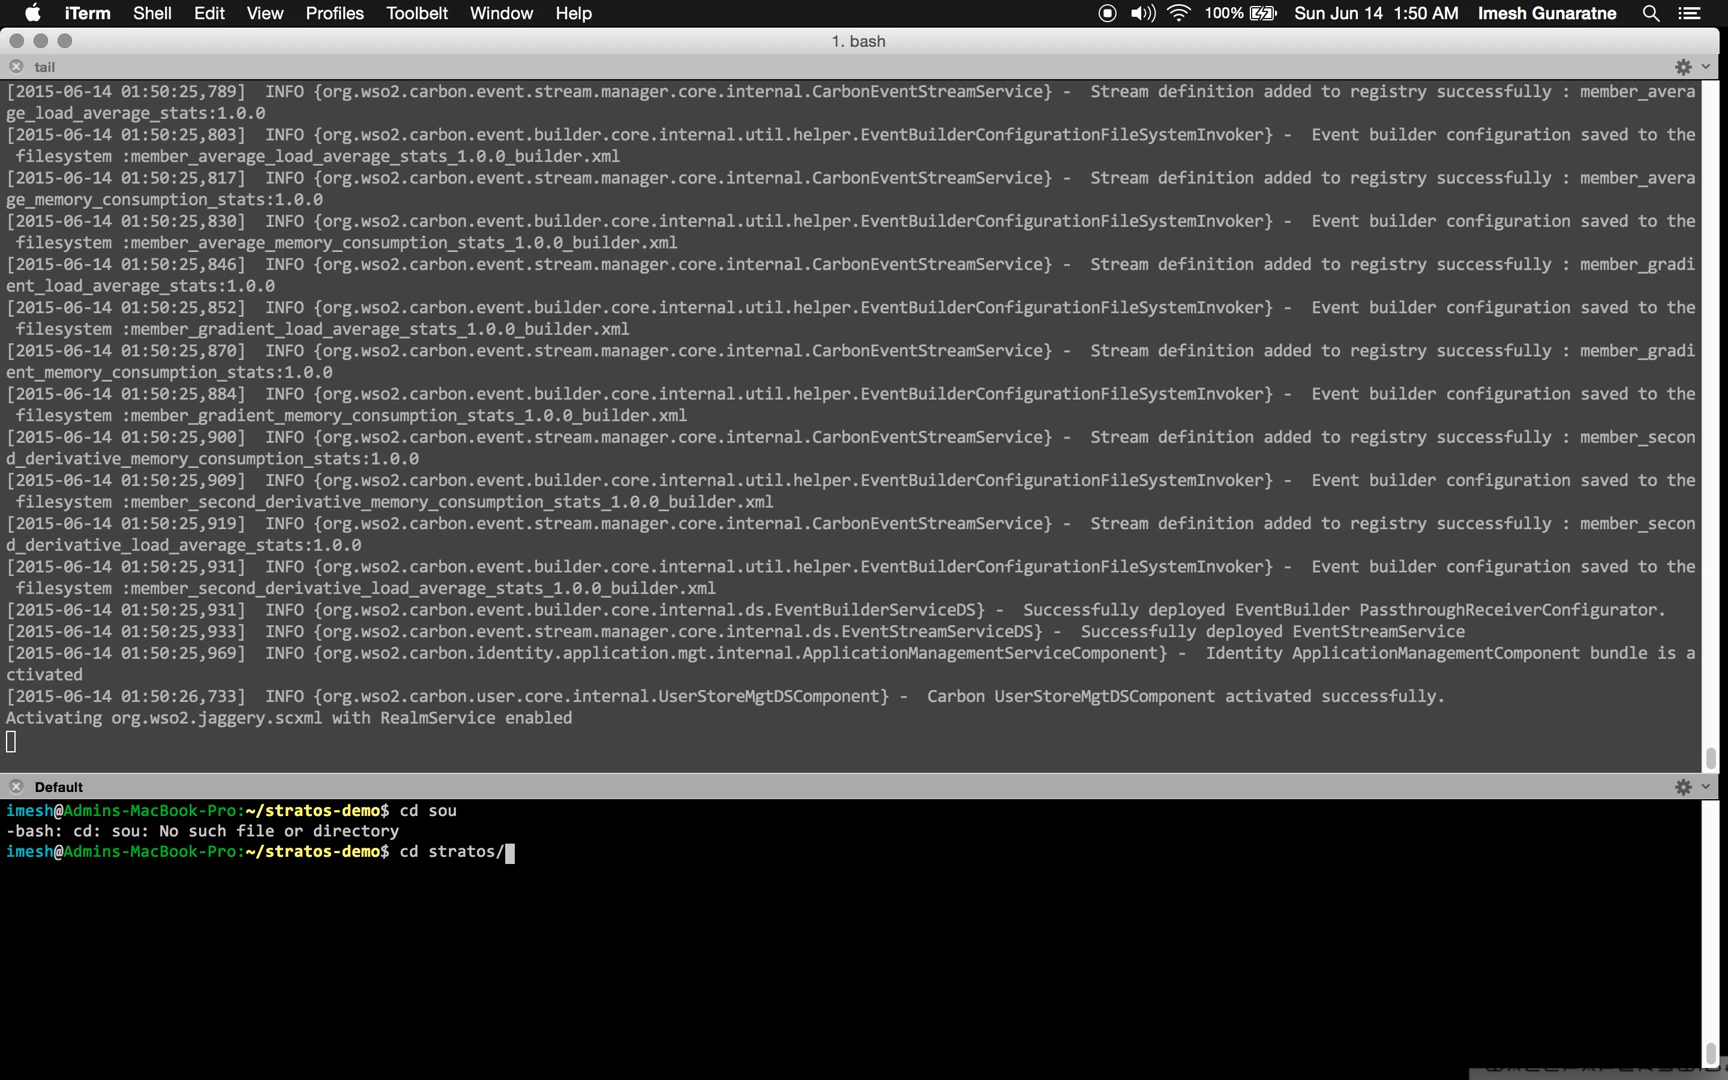 iTerm Shell Edit View Profiles Toolbelt Window Help 100% Sun Jun 14 1:50 AM Imesh Gunaratne
1. bash
tail
[2015-06-14 01:50:25,789]  INFO {org.wso2.carbon.event.stream.manager.core.internal.CarbonEventStreamService} -  Stream definition added to registry successfully : member_avera
ge_load_average_stats:1.0.0
[2015-06-14 01:50:25,803]  INFO {org.wso2.carbon.event.builder.core.internal.util.helper.EventBuilderConfigurationFileSystemInvoker} -  Event builder configuration saved to the
 filesystem :member_average_load_average_stats_1.0.0_builder.xml
[2015-06-14 01:50:25,817]  INFO {org.wso2.carbon.event.stream.manager.core.internal.CarbonEventStreamService} -  Stream definition added to registry successfully : member_avera
ge_memory_consumption_stats:1.0.0
[2015-06-14 01:50:25,830]  INFO {org.wso2.carbon.event.builder.core.internal.util.helper.EventBuilderConfigurationFileSystemInvoker} -  Event builder configuration saved to the
 filesystem :member_average_memory_consumption_stats_1.0.0_builder.xml
[2015-06-14 01:50:25,846]  INFO {org.wso2.carbon.event.stream.manager.core.internal.CarbonEventStreamService} -  Stream definition added to registry successfully : member_gradi
ent_load_average_stats:1.0.0
[2015-06-14 01:50:25,852]  INFO {org.wso2.carbon.event.builder.core.internal.util.helper.EventBuilderConfigurationFileSystemInvoker} -  Event builder configuration saved to the
 filesystem :member_gradient_load_average_stats_1.0.0_builder.xml
[2015-06-14 01:50:25,870]  INFO {org.wso2.carbon.event.stream.manager.core.internal.CarbonEventStreamService} -  Stream definition added to registry successfully : member_gradi
ent_memory_consumption_stats:1.0.0
[2015-06-14 01:50:25,884]  INFO {org.wso2.carbon.event.builder.core.internal.util.helper.EventBuilderConfigurationFileSystemInvoker} -  Event builder configuration saved to the
 filesystem :member_gradient_memory_consumption_stats_1.0.0_builder.xml
[2015-06-14 01:50:25,900]  INFO {org.wso2.carbon.event.stream.manager.core.internal.CarbonEventStreamService} -  Stream definition added to registry successfully : member_secon
d_derivative_memory_consumption_stats:1.0.0
[2015-06-14 01:50:25,909]  INFO {org.wso2.carbon.event.builder.core.internal.util.helper.EventBuilderConfigurationFileSystemInvoker} -  Event builder configuration saved to the
 filesystem :member_second_derivative_memory_consumption_stats_1.0.0_builder.xml
[2015-06-14 01:50:25,919]  INFO {org.wso2.carbon.event.stream.manager.core.internal.CarbonEventStreamService} -  Stream definition added to registry successfully : member_secon
d_derivative_load_average_stats:1.0.0
[2015-06-14 01:50:25,931]  INFO {org.wso2.carbon.event.builder.core.internal.util.helper.EventBuilderConfigurationFileSystemInvoker} -  Event builder configuration saved to the
 filesystem :member_second_derivative_load_average_stats_1.0.0_builder.xml
[2015-06-14 01:50:25,931]  INFO {org.wso2.carbon.event.builder.core.internal.ds.EventBuilderServiceDS} -  Successfully deployed EventBuilder PassthroughReceiverConfigurator.
[2015-06-14 01:50:25,933]  INFO {org.wso2.carbon.event.stream.manager.core.internal.ds.EventStreamServiceDS} -  Successfully deployed EventStreamService
[2015-06-14 01:50:25,969]  INFO {org.wso2.carbon.identity.application.mgt.internal.ApplicationManagementServiceComponent} -  Identity ApplicationManagementComponent bundle is a
ctivated
[2015-06-14 01:50:26,733]  INFO {org.wso2.carbon.user.core.internal.UserStoreMgtDSComponent} -  Carbon UserStoreMgtDSComponent activated successfully.
Activating org.wso2.jaggery.scxml with RealmService enabled
Default
imesh@Admins-MacBook-Pro:~/stratos-demo$ cd sou
-bash: cd: sou: No such file or directory
imesh@Admins-MacBook-Pro:~/stratos-demo$ cd stratos/